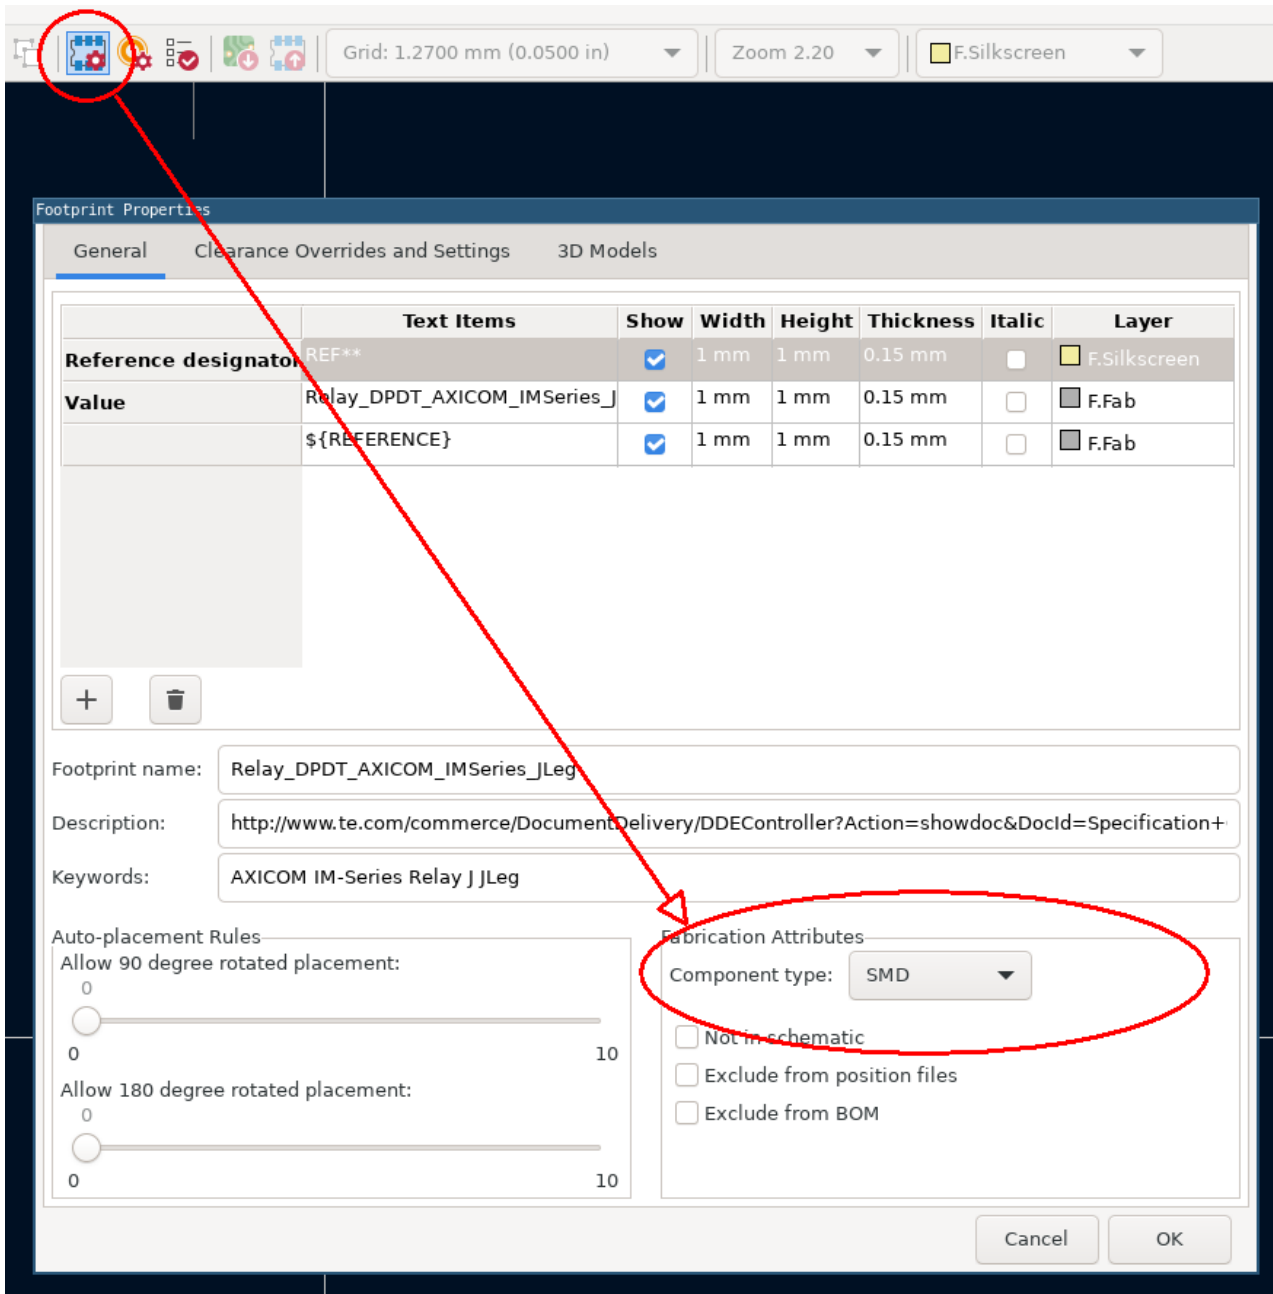 Grid: 1.2700 mm (0.0500 in) Zoom 2.20 F.Silkscreen
Footprint Properties
General Clearance Overrides and Settings 3D Models
Text Items Show Width Height Thickness Italic Layer
Reference designator REF** 1 mm 1 mm 0.15 mm F.Silkscreen
Value Relay_DPDT_AXICOM_IMSeries_J 1 mm 1 mm 0.15 mm F.Fab
${REFERENCE} 1 mm 1 mm 0.15 mm F.Fab
Footprint name: Relay_DPDT_AXICOM_IMSeries_JLeg
Description: http://www.te.com/commerce/DocumentDelivery/DDEController?Action=showdoc&DocId=Specification+
Keywords: AXICOM IM-Series Relay J JLeg
Auto-placement Rules
Allow 90 degree rotated placement:
0
0 10
Allow 180 degree rotated placement:
0
0 10
Fabrication Attributes
Component type: SMD
Not in schematic
Exclude from position files
Exclude from BOM
Cancel OK